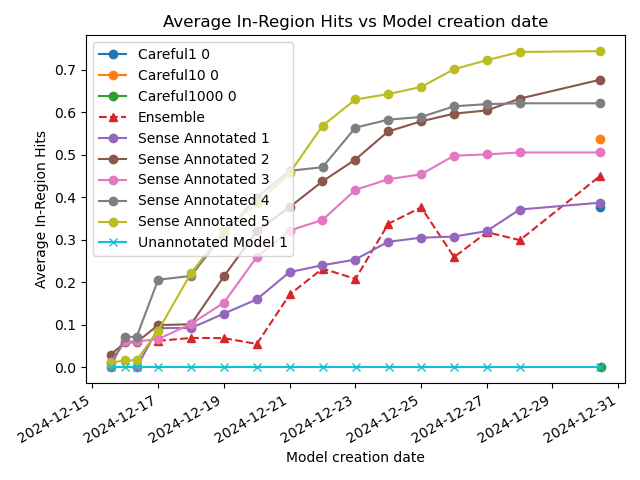 Average In-Region Hits vs Model creation date
Careful1 0
Careful10 0
Careful1000 0
Ensemble
Sense Annotated 1
Sense Annotated 2
Sense Annotated 3
Sense Annotated 4
Sense Annotated 5
Unannotated Model 1
Average In-Region Hits
0.7
0.6
0.5
0.4
0.3
0.2
0.1
0.0
2024-12-15
2024-12-17
2024-12-19
2024-12-21
2024-12-23
2024-12-25
2024-12-27
2024-12-29
2024-12-31
Model creation date